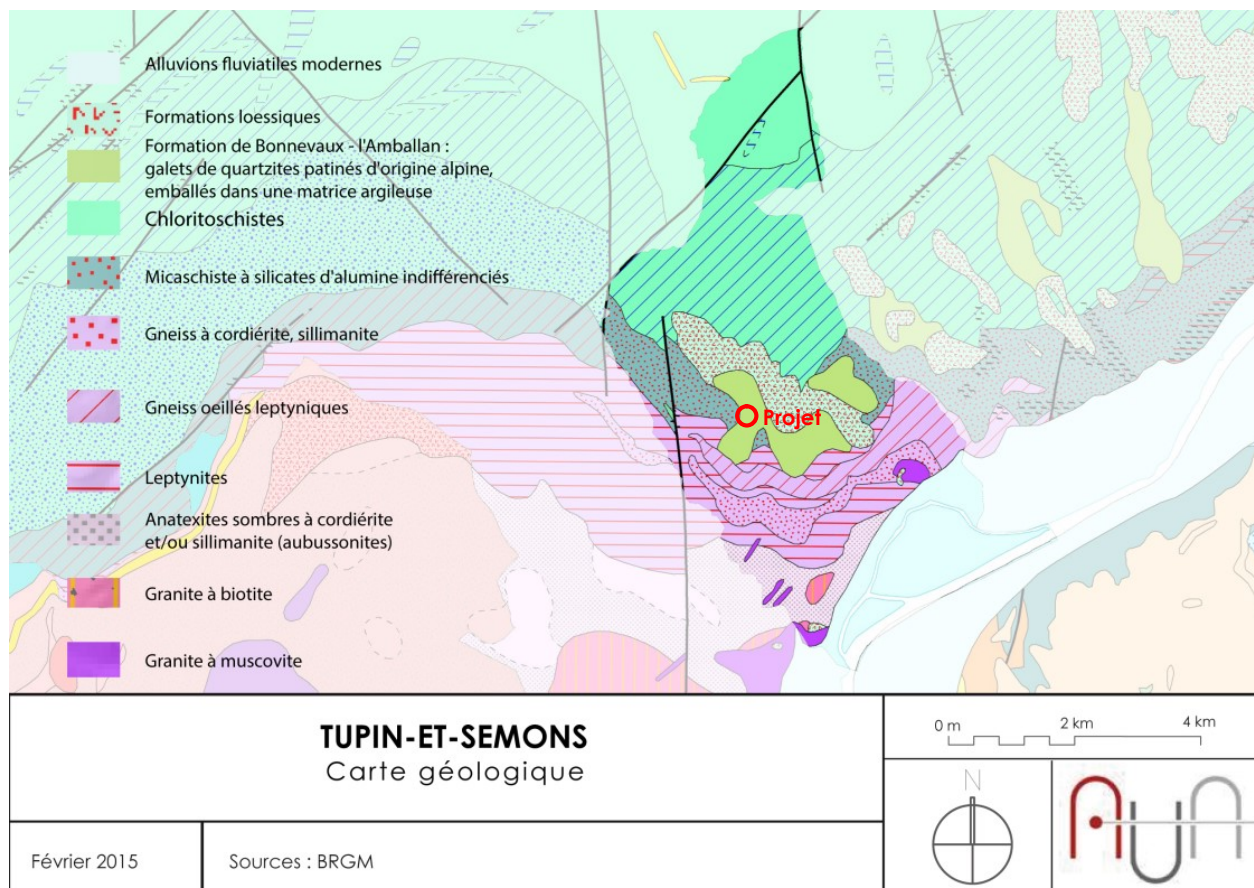 Alluvions fluviatiles modernes
Formations loessiques
Formation de Bonnevaux - l'Amballan :
galets de quartzites patinés d'origine alpine,
emballés dans une matrice argileuse
Chloritoschistes
Micaschiste à silicates d'alumine indifférenciés
Gneiss à cordiérite, sillimanite
Gneiss oeillés leptyniques
Leptynites
Anatexites sombres à cordiérite
et/ou sillimanite (aubussonites)
Granite à biotite
Granite à muscovite
Projet
TUPIN-ET-SEMONS
Carte géologique
0 m 2 km 4 km
N
Février 2015
Sources : BRGM
AUA